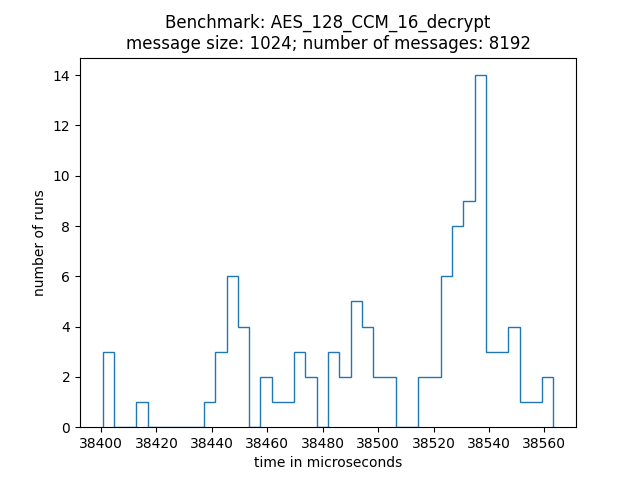 Benchmark: AES_128_CCM_16_decrypt
message size: 1024; number of messages: 8192
14
12
10
8
6
4
2
0
number of runs
38400 38420 38440 38460 38480 38500 38520 38540 38560
time in microseconds